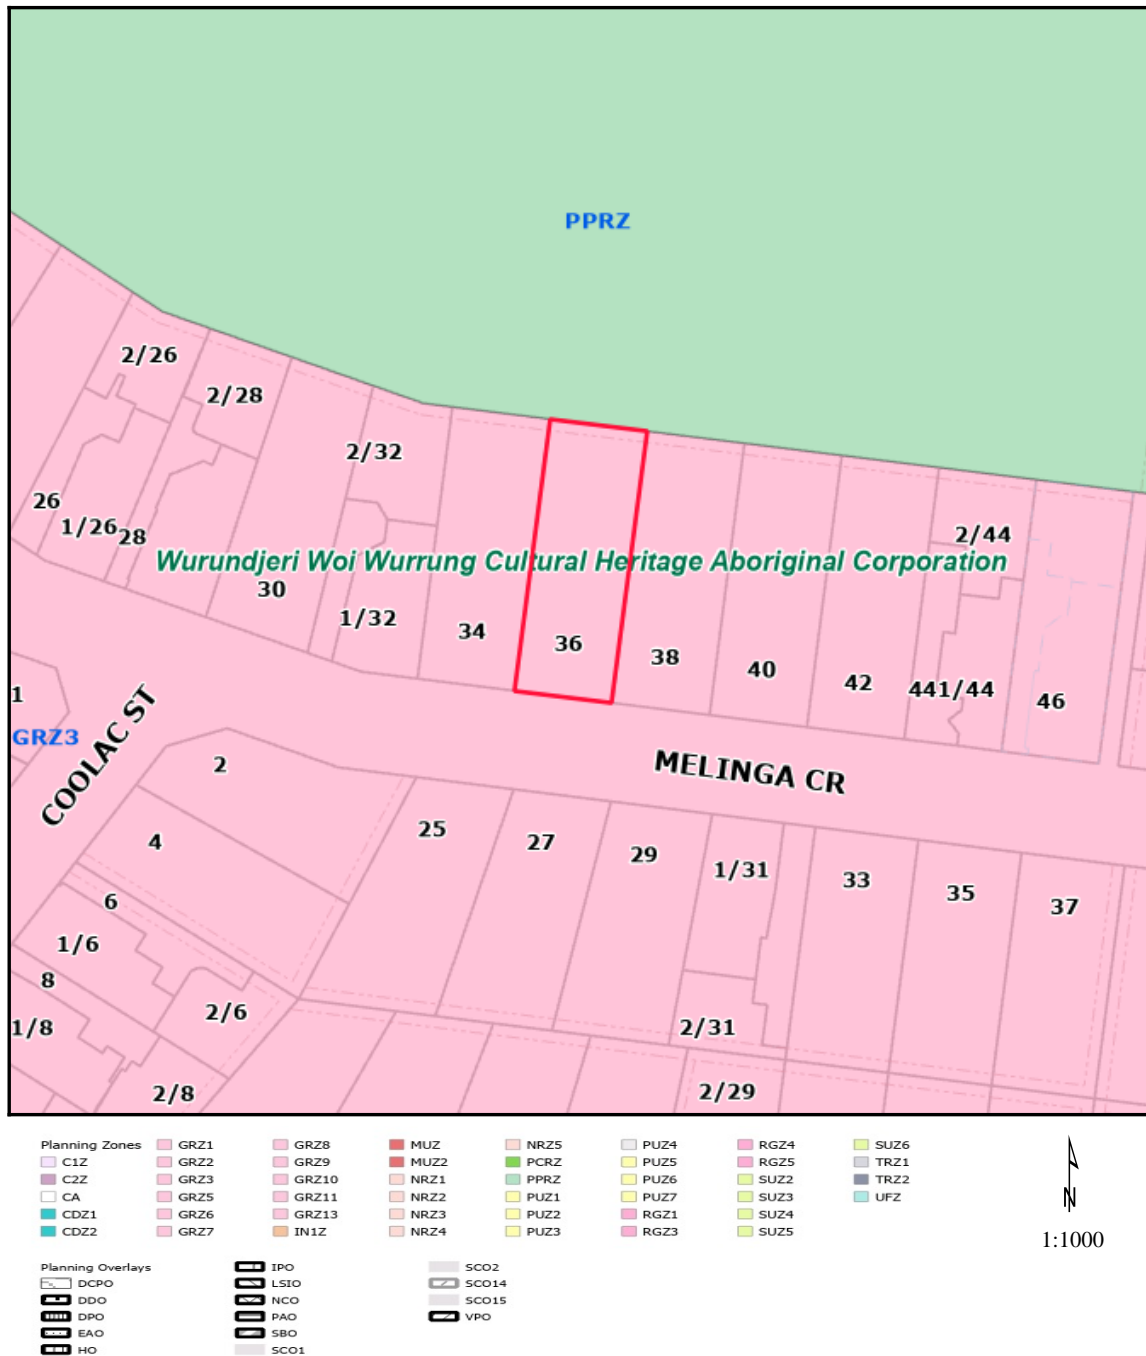 PPRZ
2/26
2/28
2/32
26
1/26
28
2/44
Wurundjeri Woi Wurrung Cultural Heritage Aboriginal Corporation
30
1/32
34
36
38
40
42
441/44
46
1
GRZ3
COOLAC ST
2
MELINGA CR
4
25
27
29
1/31
33
35
37
6
1/6
8
2/6
1/8
2/31
2/8
2/29
Planning Zones
C1Z
C2Z
CA
CDZ1
CDZ2
GRZ1
GRZ2
GRZ3
GRZ5
GRZ6
GRZ7
GRZ8
GRZ9
GRZ10
GRZ11
GRZ13
IN1Z
MUZ
MUZ2
NRZ1
NRZ2
NRZ3
NRZ4
NRZ5
PCRZ
PPRZ
PUZ1
PUZ2
PUZ3
PUZ4
PUZ5
PUZ6
PUZ7
RGZ1
RGZ3
RGZ4
RGZ5
SUZ2
SUZ3
SUZ4
SUZ5
SUZ6
TRZ1
TRZ2
UFZ
N
1:1000
Planning Overlays
DCPO
DDO
DPO
EAO
HO
IPO
LSIO
NCO
PAO
SBO
SCO1
SCO2
SCO14
SCO15
VPO